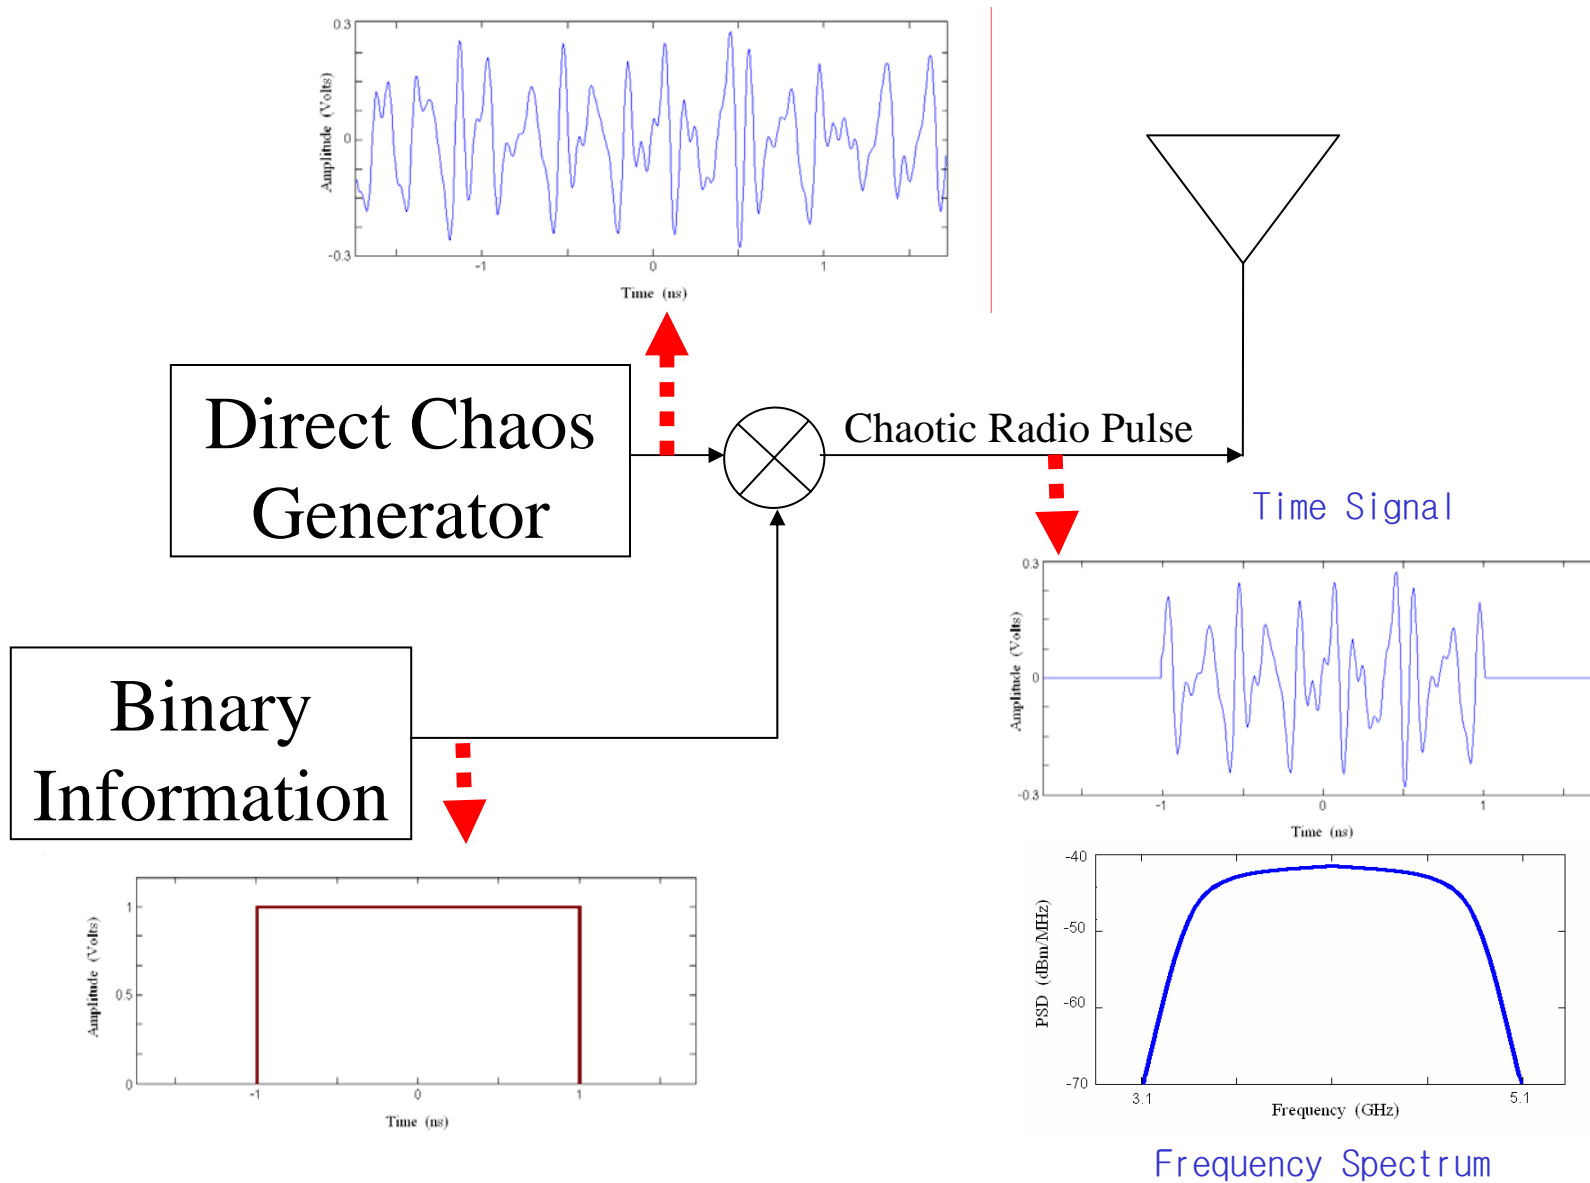 0.3
0
-0.3
Amplitude (Volts)
-1 0 1
Time (ns)
Direct Chaos
Generator
Chaotic Radio Pulse
Time Signal
0.3
0
-0.3
Amplitude (Volts)
-1 0 1
Time (ns)
Binary
Information
1
0.5
0
Amplitude (Volts)
-1 0 1
Time (ns)
-40
-50
-60
-70
PSD (dBm/MHz)
3.1 5.1
Frequency (GHz)
Frequency Spectrum